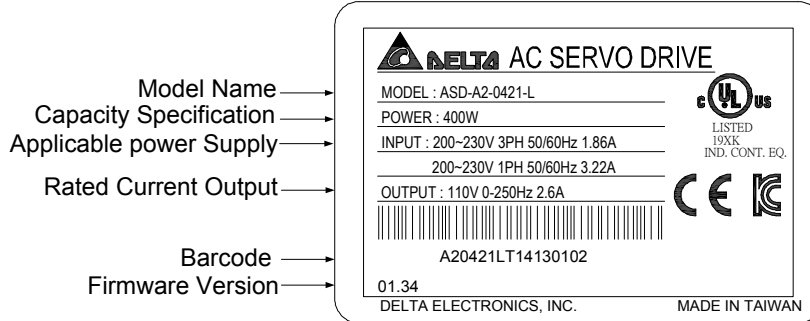 DELTA AC SERVO DRIVE
Model Name
MODEL : ASD-A2-0421-L
Capacity Specification
POWER : 400W
Applicable power Supply
INPUT : 200~230V 3PH 50/60Hz 1.86A
200~230V 1PH 50/60Hz 3.22A
Rated Current Output
OUTPUT : 110V 0-250Hz 2.6A
c UL US
LISTED
19XK
IND. CONT. EQ.
CE KC
Barcode
A20421LT14130102
Firmware Version
01.34
DELTA ELECTRONICS, INC.
MADE IN TAIWAN